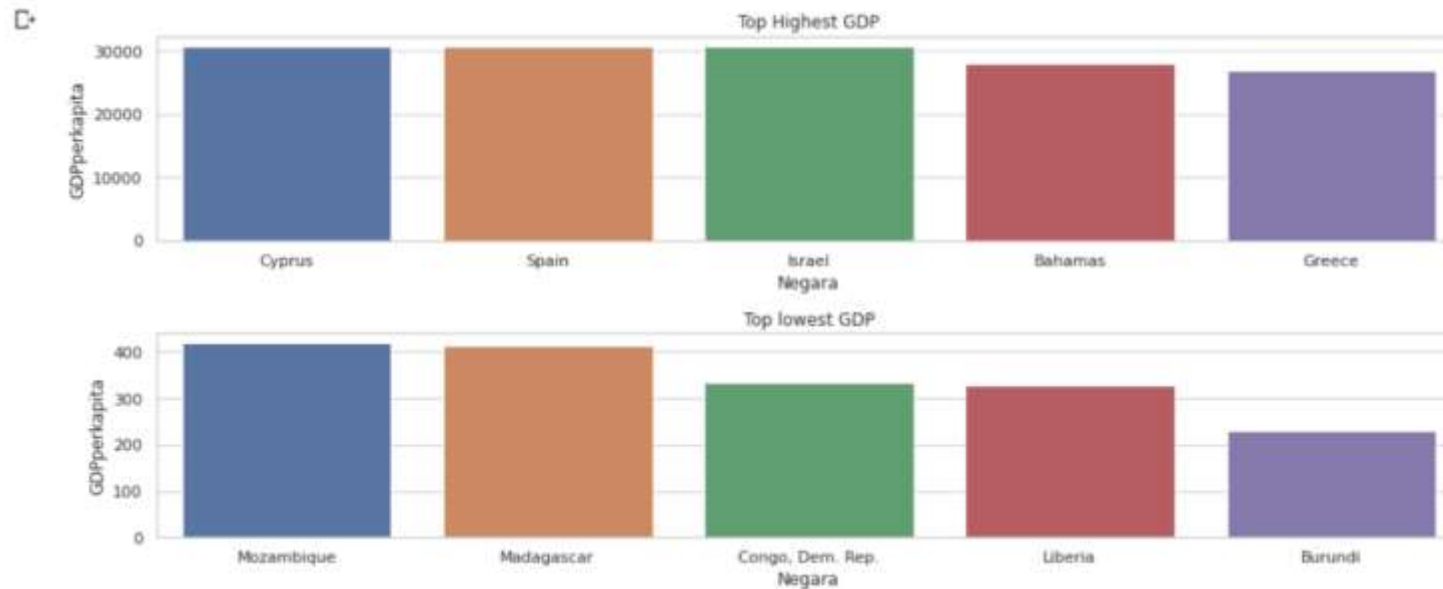 Top Highest GDP
30000
20000
10000
0
GDPperkapita
Cyprus Spain Israel Bahamas Greece
Negara
Top lowest GDP
400
300
200
100
0
GDPperkapita
Mozambique Madagascar Congo, Dem. Rep. Liberia Burundi
Negara